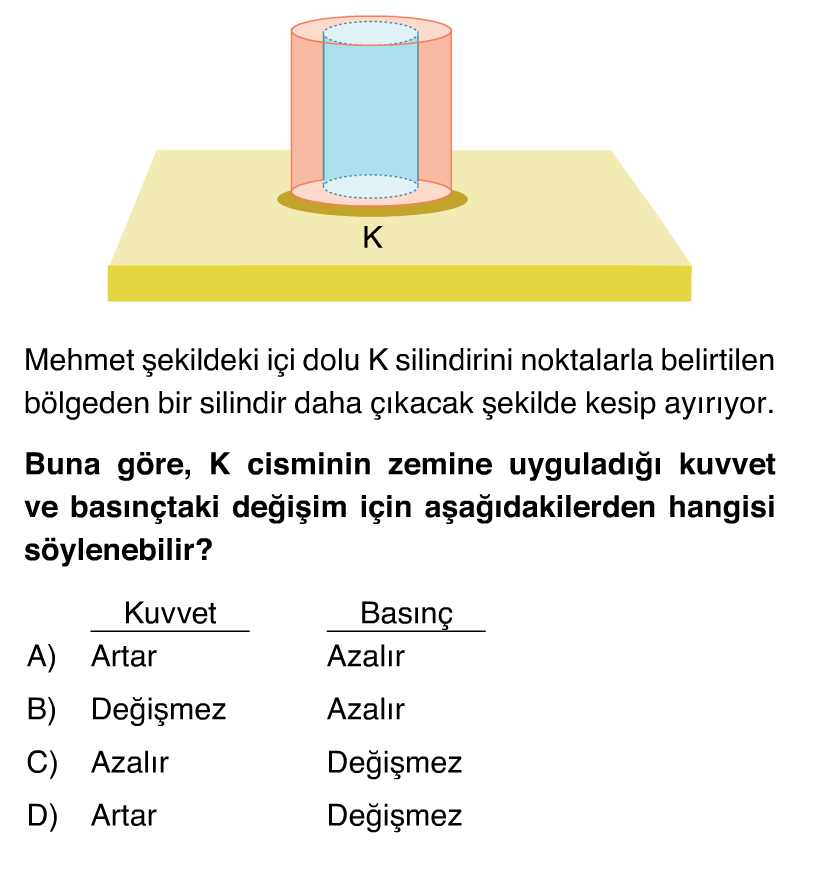 K
Mehmet şekildeki içi dolu K silindirini noktalarla belirtilen
bölgeden bir silindir daha çıkacak şekilde kesip ayırıyor.
Buna göre, K cisminin zemine uyguladığı kuvvet
ve basınçtaki değişim için aşağıdakilerden hangisi
söylenebilir?
Kuvvet Basınç
A) Artar Azalır
B) Değişmez Azalır
C) Azalır Değişmez
D) Artar Değişmez